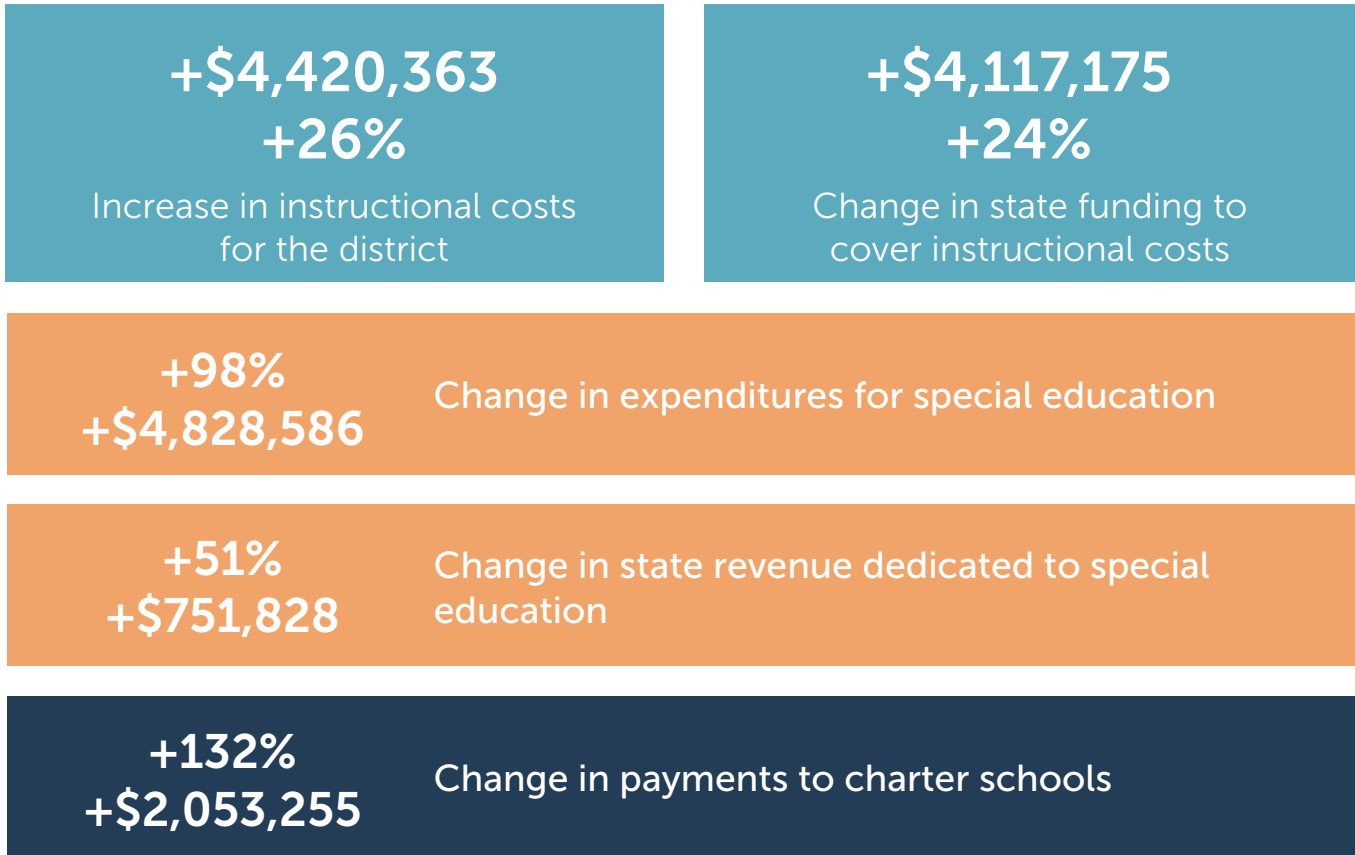 +$4,420,363
+26%
Increase in instructional costs
for the district
+$4,117,175
+24%
Change in state funding to
cover instructional costs
+98%
+$4,828,586
Change in expenditures for special education
+51%
+$751,828
Change in state revenue dedicated to special
education
+132%
+$2,053,255
Change in payments to charter schools